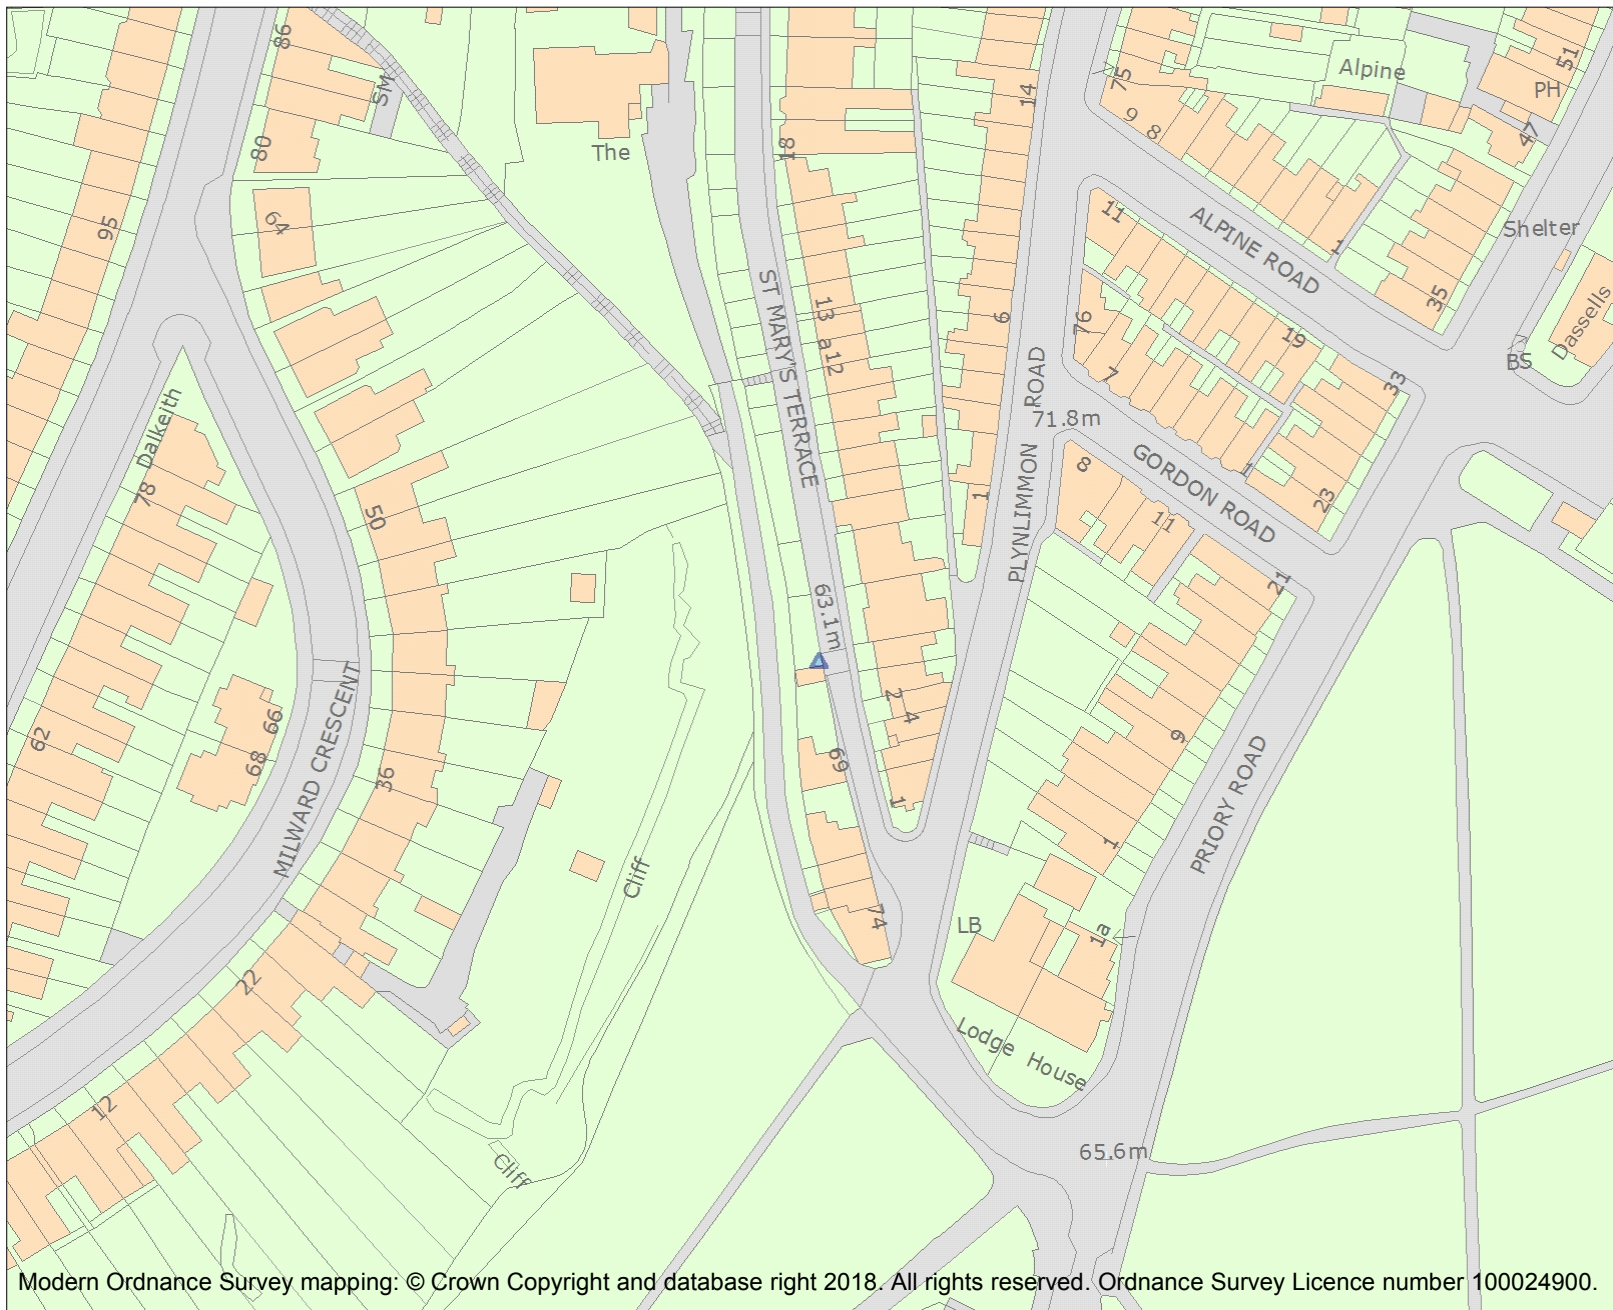 86
SM
80
The
18
14
75
9
8
Alpine
51
PH
47
95
64
11
ALPINE ROAD
1
Shelter
35
ST MARY'S TERRACE
13
a12
6
76
19
Dassells
BS
7
33
Dalkeith
78
ROAD
71.8m
8
GORDON ROAD
1
23
50
1
PLYNLIMMON
11
63.1m
21
62
66
68
MILWARD CRESCENT
36
2
4
69
1
9
PRIORY ROAD
1
Cliff
74
LB
1a
22
Lodge House
12
65.6m
Cliff
Modern Ordnance Survey mapping: © Crown Copyright and database right 2018. All rights reserved. Ordnance Survey Licence number 100024900.